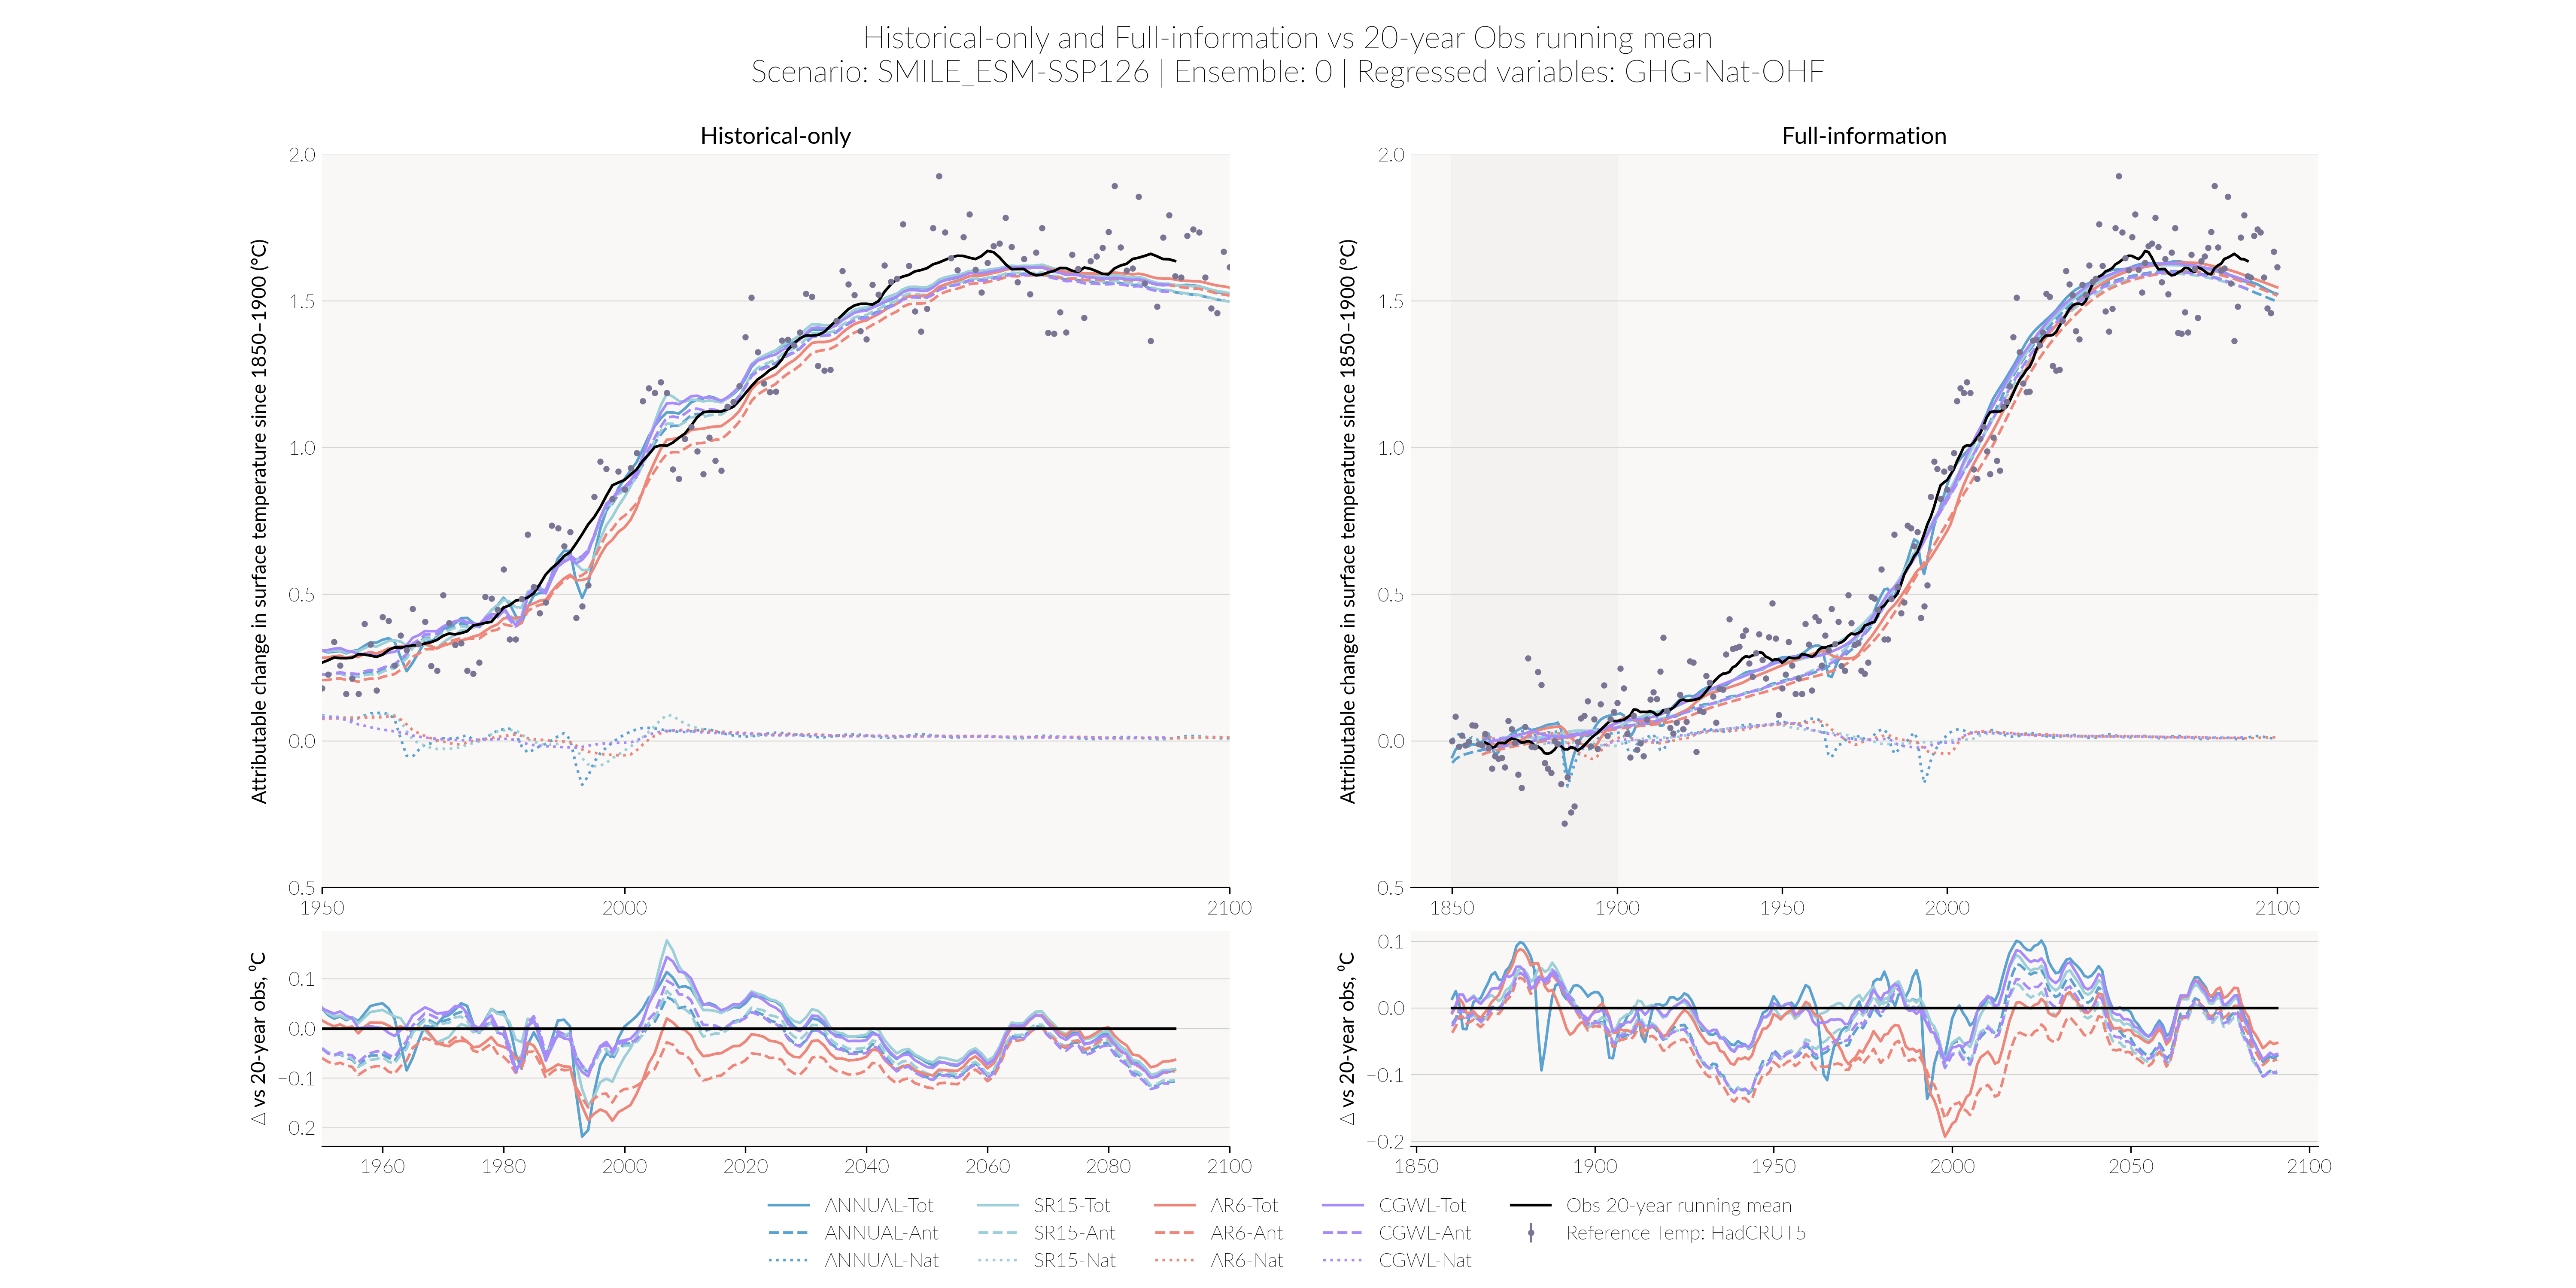 Historical-only and Full-information vs 20-year Obs running mean
Scenario: SMILE_ESM-SSP126 | Ensemble: 0 | Regressed variables: GHG-Nat-OHF
Historical-only
2.0
1.5
1.0
0.5
0.0
−0.5
Attributable change in surface temperature since 1850–1900 (°C)
1950 2000 2100
Full-information
2.0
1.5
1.0
0.5
0.0
−0.5
Attributable change in surface temperature since 1850–1900 (°C)
1850 1900 1950 2000 2100
0.1
0.0
−0.1
−0.2
△ vs 20-year obs, °C
1960 1980 2000 2020 2040 2060 2080 2100
0.1
0.0
−0.1
−0.2
△ vs 20-year obs, °C
1850 1900 1950 2000 2050 2100
ANNUAL-Tot SR15-Tot AR6-Tot CGWL-Tot Obs 20-year running mean
ANNUAL-Ant SR15-Ant AR6-Ant CGWL-Ant Reference Temp: HadCRUT5
ANNUAL-Nat SR15-Nat AR6-Nat CGWL-Nat